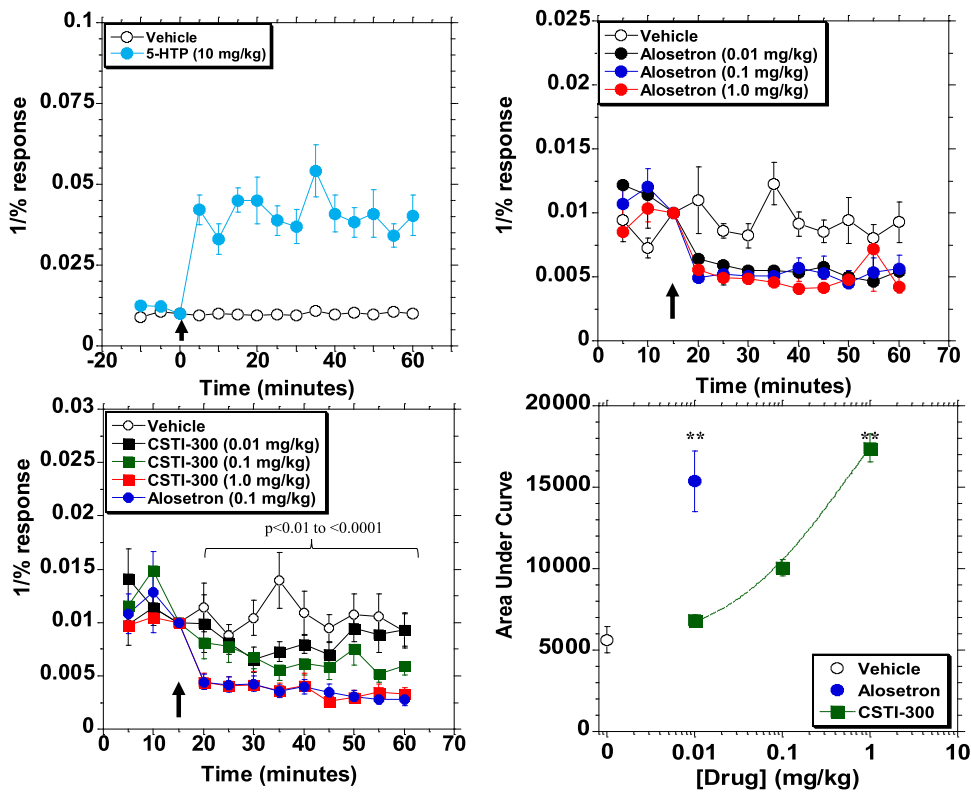 0.1
0.075
0.05
0.025
0
1/% response
Vehicle
5-HTP (10 mg/kg)
-20 0 20 40 60
Time (minutes)
0.025
0.02
0.015
0.01
0.005
0
1/% response
Vehicle
Alosetron (0.01 mg/kg)
Alosetron (0.1 mg/kg)
Alosetron (1.0 mg/kg)
0 10 20 30 40 50 60 70
Time (minutes)
0.03
0.025
0.02
0.015
0.01
0.005
0
1/% response
Vehicle
CSTI-300 (0.01 mg/kg)
CSTI-300 (0.1 mg/kg)
CSTI-300 (1.0 mg/kg)
Alosetron (0.1 mg/kg)
p<0.01 to <0.0001
0 10 20 30 40 50 60 70
Time (minutes)
20000
15000
10000
5000
0
Area Under Curve
** **
Vehicle
Alosetron
CSTI-300
0 0.01 0.1 1 10
[Drug] (mg/kg)